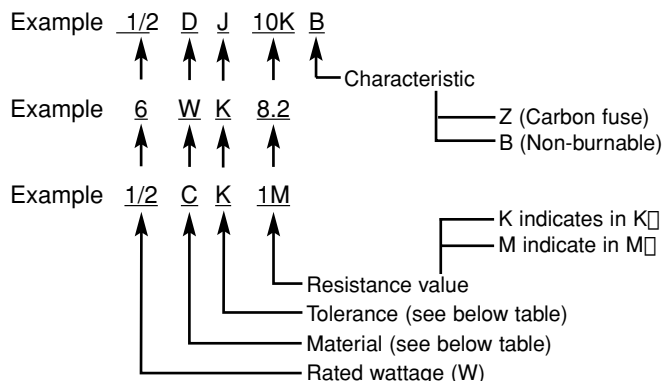 Example 1/2 D J 10K B
Characteristic
Z (Carbon fuse)
B (Non-burnable)
Example 6 W K 8.2
Example 1/2 C K 1M
K indicates in K▯
M indicate in M▯
Resistance value
Tolerance (see below table)
Material (see below table)
Rated wattage (W)